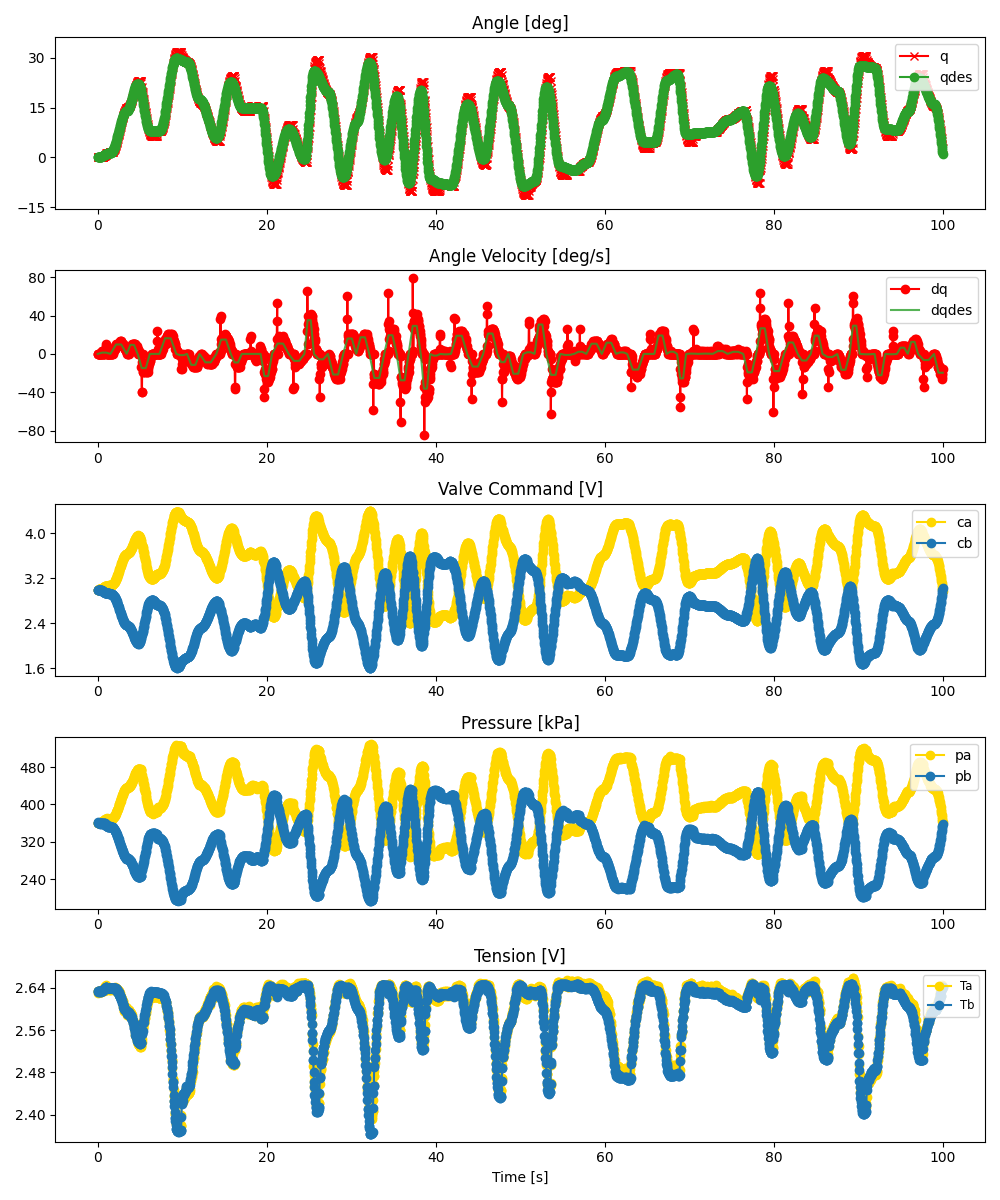 Angle [deg]
30
15
0
−15
q
qdes
0 20 40 60 80 100
Angle Velocity [deg/s]
80
40
0
−40
−80
dq
dqdes
0 20 40 60 80 100
Valve Command [V]
4.0
3.2
2.4
1.6
ca
cb
0 20 40 60 80 100
Pressure [kPa]
480
400
320
240
pa
pb
0 20 40 60 80 100
Tension [V]
2.64
2.56
2.48
2.40
Ta
Tb
0 20 40 60 80 100
Time [s]